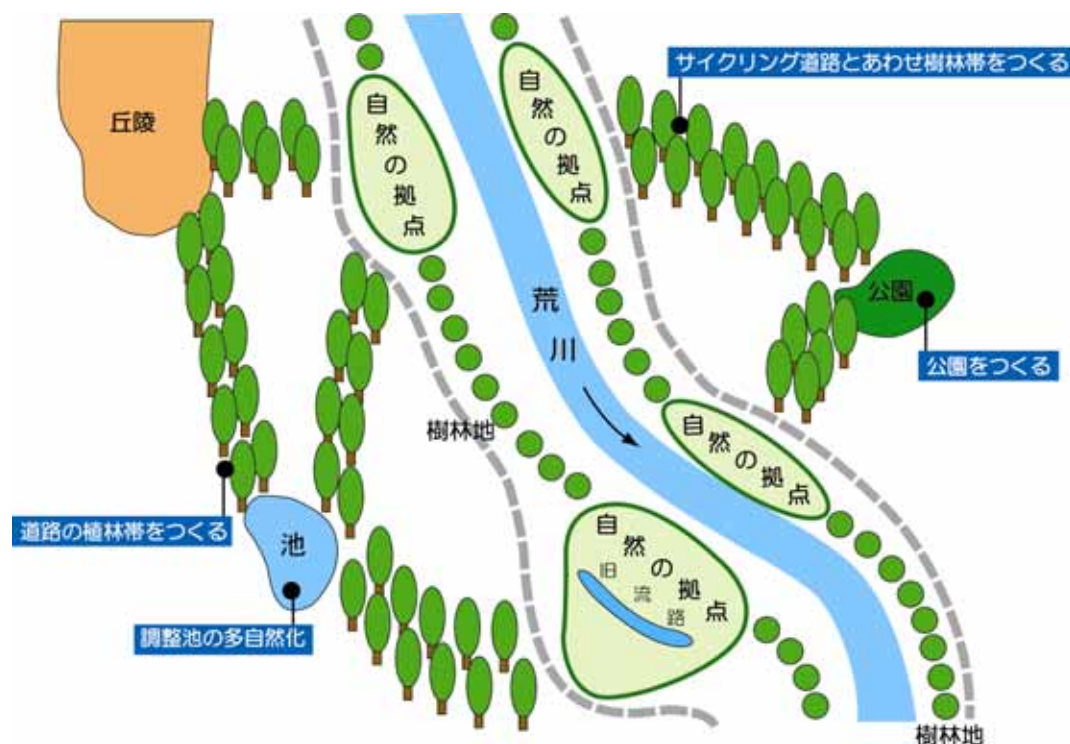 サイクリング道路とあわせ樹林帯をつくる
丘陵
自然の拠点
自然の拠点
荒川
公園
公園をつくる
樹林地
自然の拠点
道路の植林帯をつくる
池
自然の拠点
旧流路
調整池の多自然化
樹林地